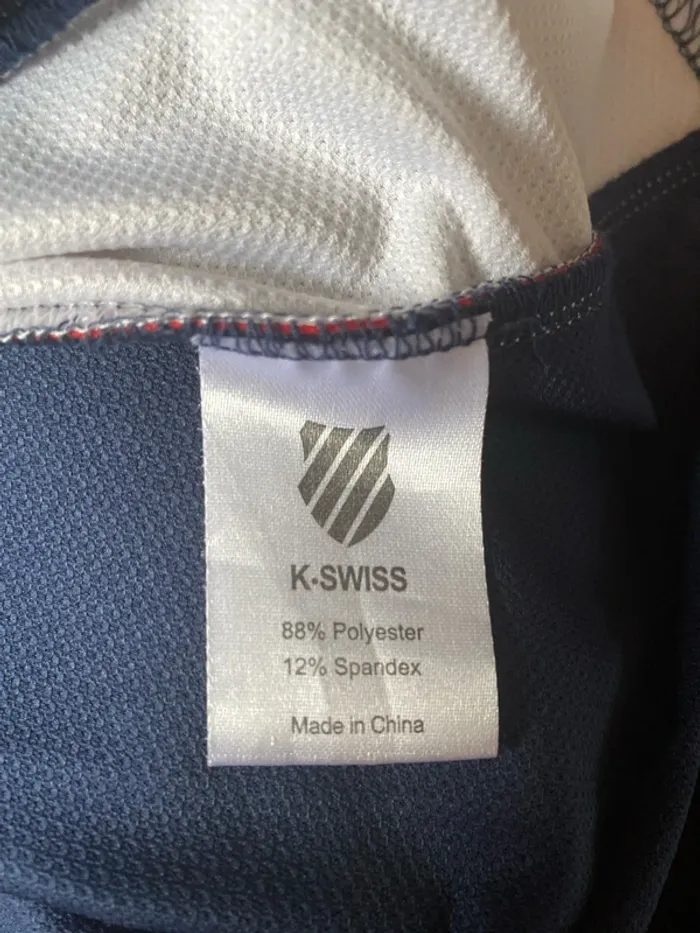 K•SWISS
88% Polyester
12% Spandex
Made in China